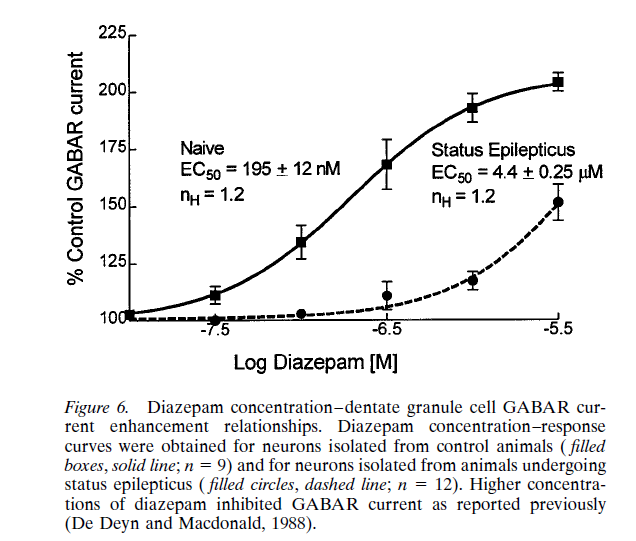 % Control GABAR current
225
200
175
150
125
100
Naive
EC50 = 195 ± 12 nM
nH = 1.2
Status Epilepticus
EC50 = 4.4 ± 0.25 µM
nH = 1.2
-7.5
-6.5
-5.5
Log Diazepam [M]
Figure 6. Diazepam concentration–dentate granule cell GABAR cur-
rent enhancement relationships. Diazepam concentration–response
curves were obtained for neurons isolated from control animals (filled
boxes, solid line; n = 9) and for neurons isolated from animals undergoing
status epilepticus (filled circles, dashed line; n = 12). Higher concentra-
tions of diazepam inhibited GABAR current as reported previously
(De Deyn and Macdonald, 1988).